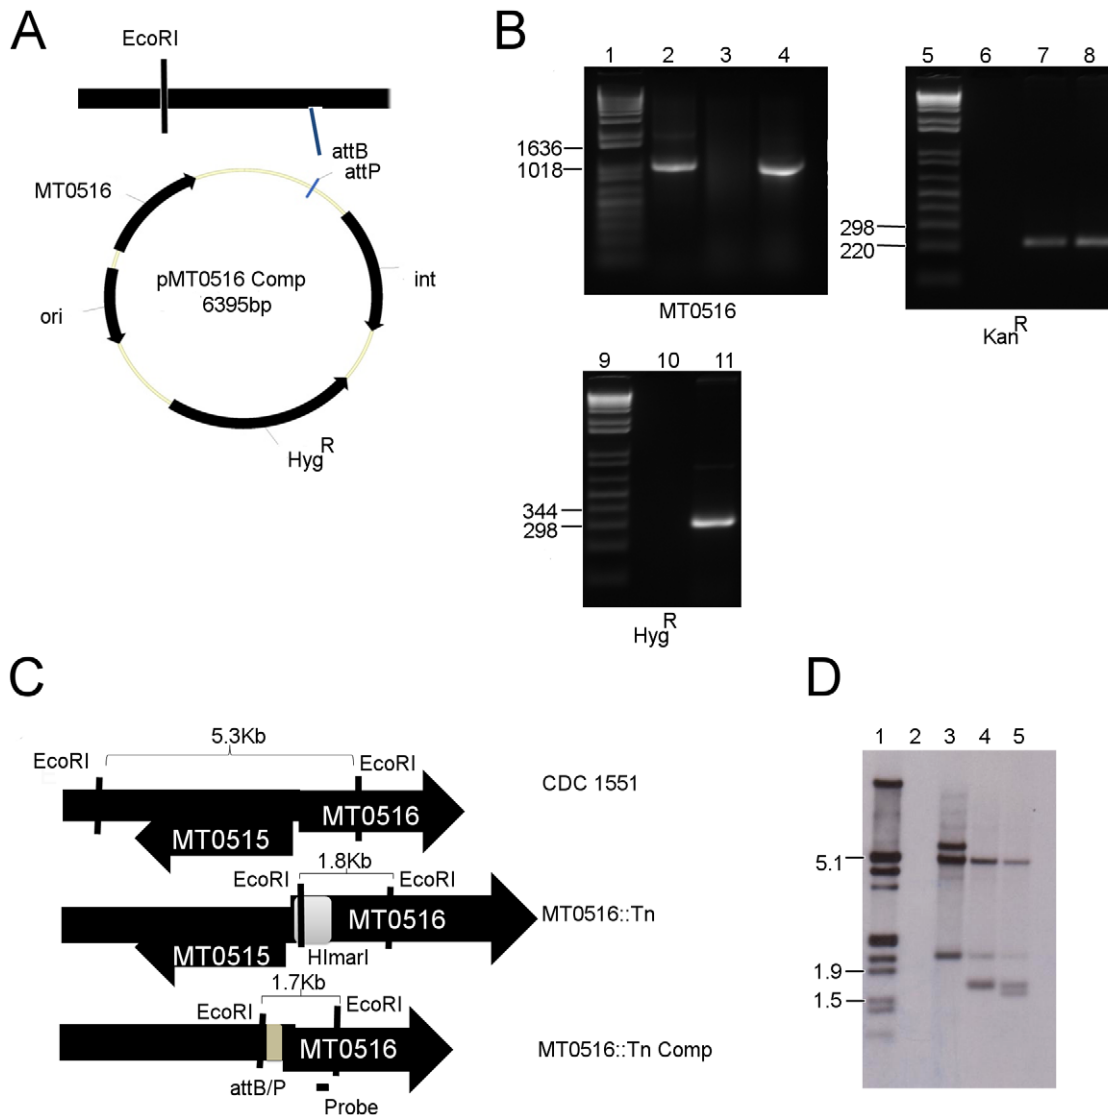 A
EcoRI
attB
attP
MT0516
pMT0516 Comp
6395bp
int
ori
Hyg R
B
1 2 3 4
1636
1018
MT0516
5 6 7 8
298
220
Kan R
9 10 11
344
298
Hyg R
C
5.3Kb
EcoRI EcoRI
CDC 1551
MT0516
MT0515
1.8Kb
EcoRI EcoRI
MT0516 MT0516::Tn
MT0515 HImarI
1.7Kb
EcoRI EcoRI
MT0516 MT0516::Tn Comp
attB/P
Probe
D
1 2 3 4 5
5.1
1.9
1.5